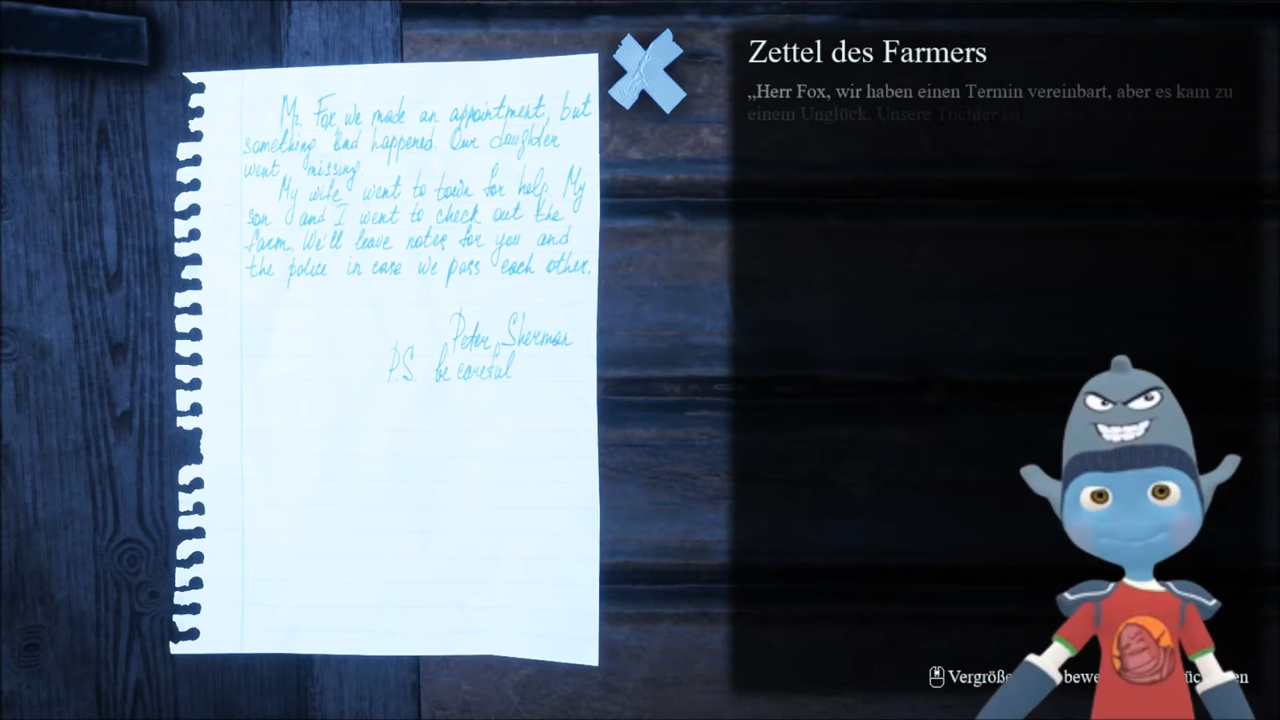 Mr. Fox we made an appointment, but
something bad happened. Our daughter
went missing
My wife went to town for help. My
son and I went to check out the
farm. We'll leave notes for you and
the police in case we pass each other.
Peter Sherman
P.S. be careful
Zettel des Farmers
„Herr Fox, wir haben einen Termin vereinbart, aber es kam zu
einem Unglück. Unsere Tochter